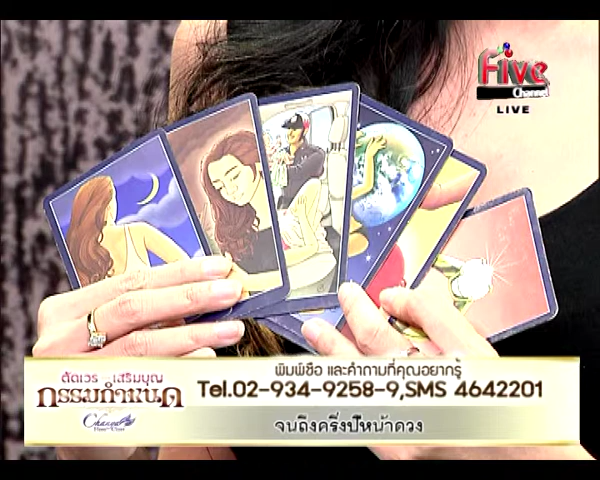 Five
Channel
LIVE
พิมพ์ชื่อ และคำถามที่คุณอยากรู้
ตัดเวร เสริมบุญ
กรรมกำหนด
Tel.02-934-9258-9,SMS 4642201
Chanya
จนถึงครึ่งปีหน้าดวง